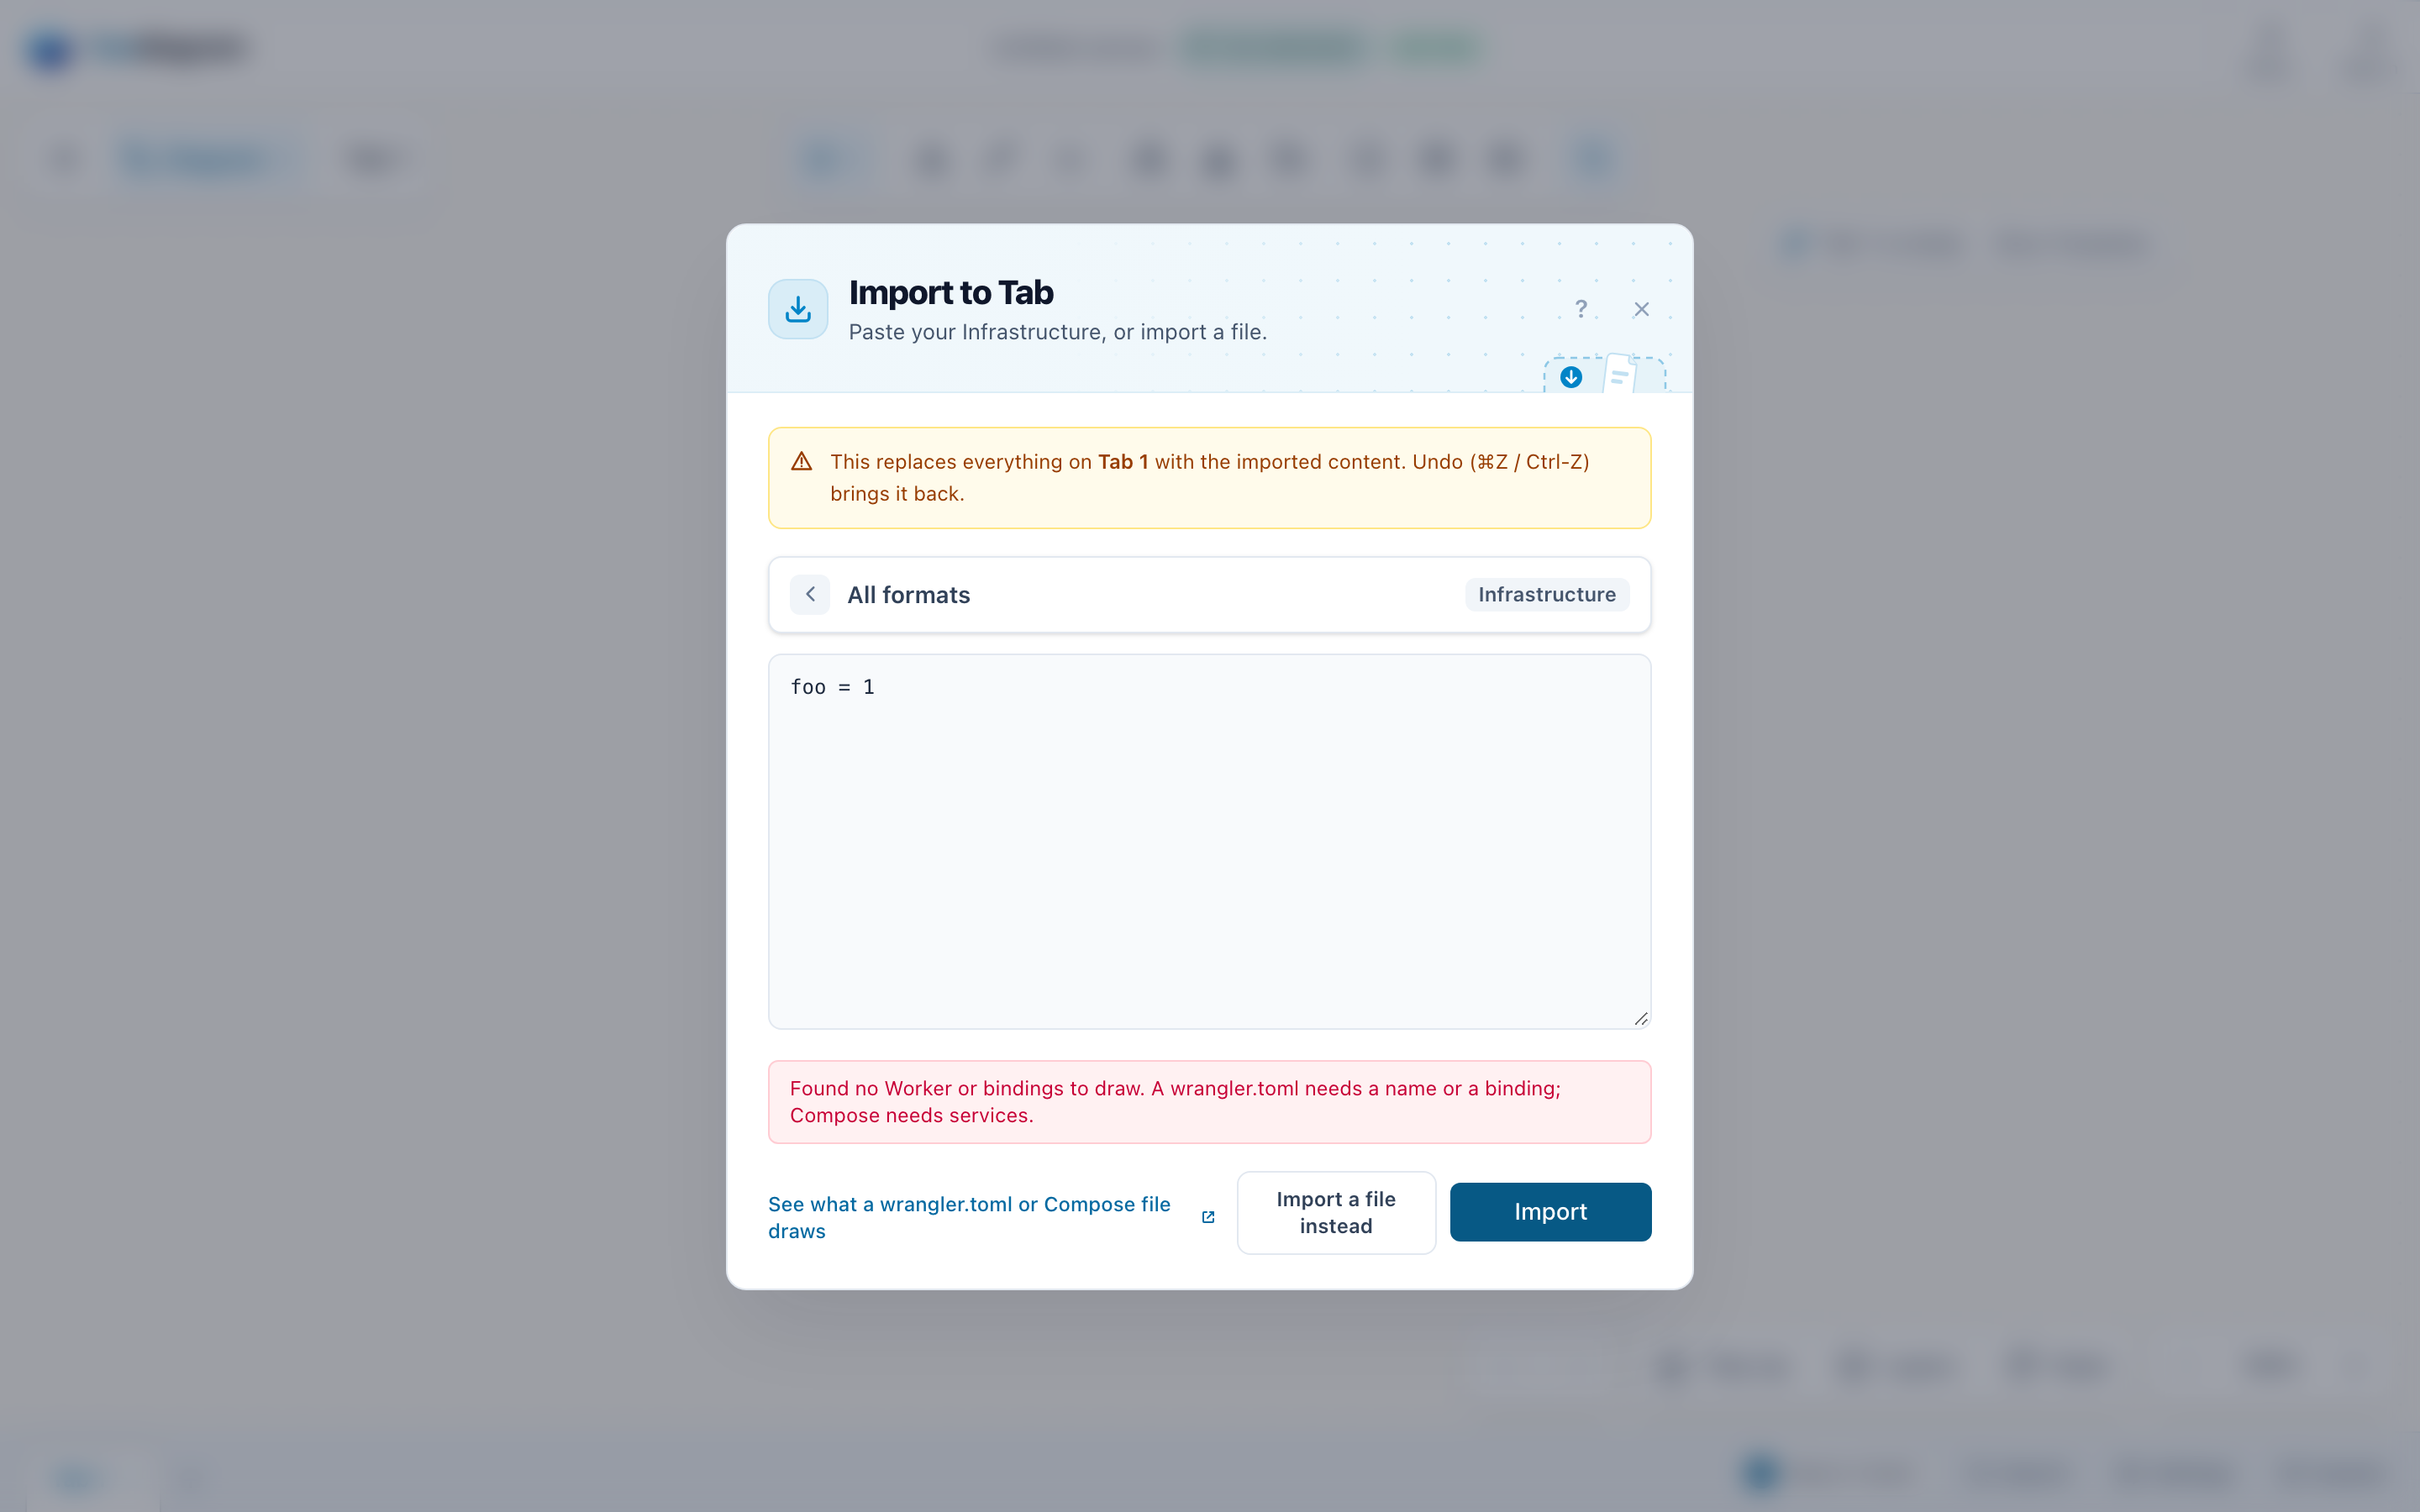 Import to Tab
Paste your Infrastructure, or import a file.
?
This replaces everything on Tab 1 with the imported content. Undo (⌘Z / Ctrl-Z)
brings it back.
All formats
Infrastructure
foo = 1
Found no Worker or bindings to draw. A wrangler.toml needs a name or a binding;
Compose needs services.
See what a wrangler.toml or Compose file
draws
Import a file
instead
Import